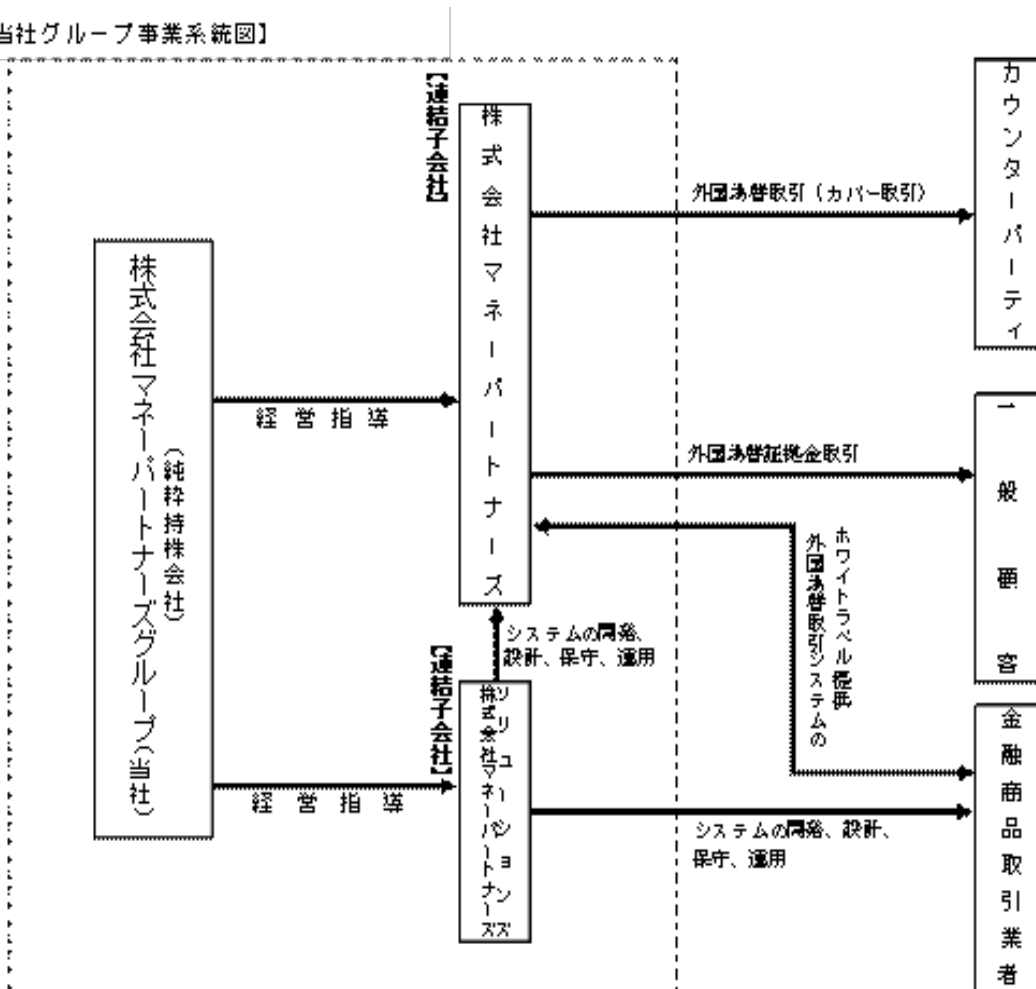 当社グループ事業系統図】
株式会社マネーパートナーズグループ（当社）
（純粋持株会社）
経営指導
経営指導
【連結子会社】
株式会社マネーパートナーズ
システムの開発、
設計、保守、運用
【連結子会社】
株式会社マネーパートナーズ
ソリューションズ
外国為替取引（カバー取引）
外国為替証拠金取引
外国為替取引システムの
ホワイトラベル提供
システムの開発、設計、
保守、運用
カウンターパーティ
一般顧客
金融商品取引業者